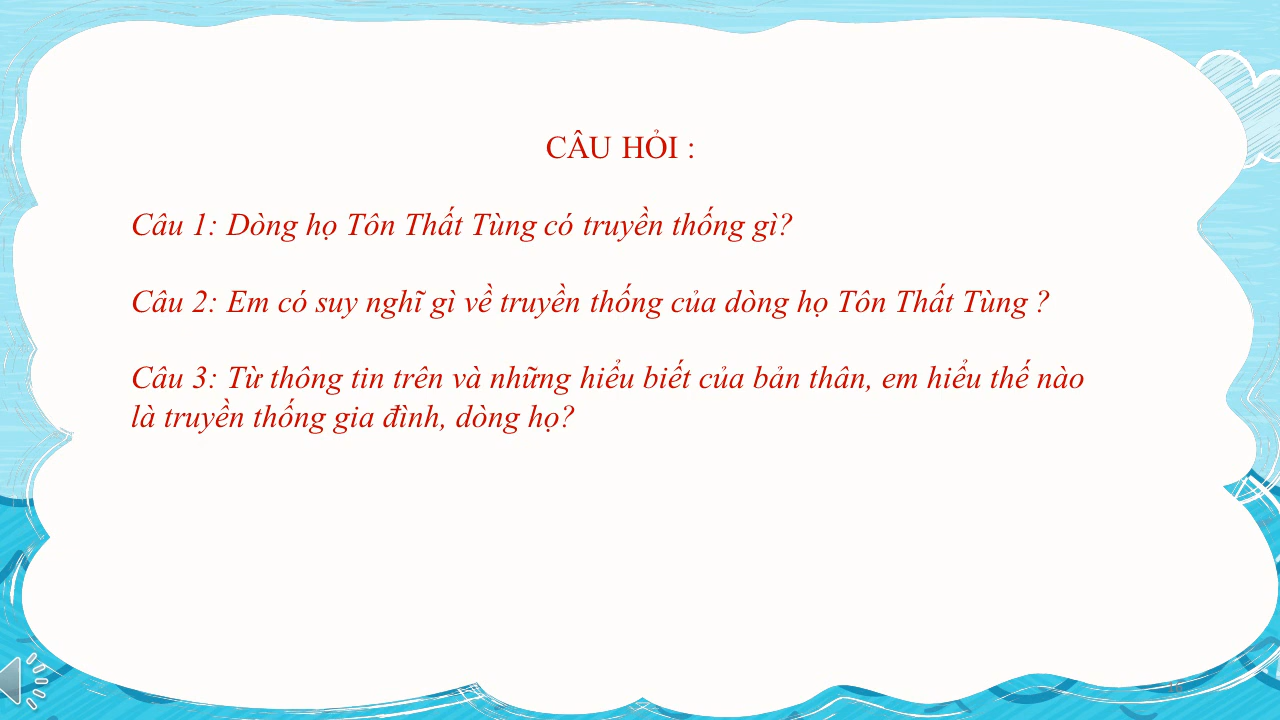 CÂU HỎI :
Câu 1: Dòng họ Tôn Thất Tùng có truyền thống gì?
Câu 2: Em có suy nghĩ gì về truyền thống của dòng họ Tôn Thất Tùng ?
Câu 3: Từ thông tin trên và những hiểu biết của bản thân, em hiểu thế nào
là truyền thống gia đình, dòng họ?